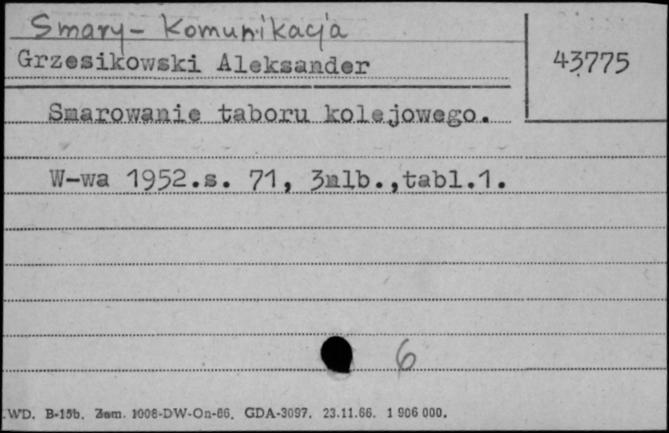 Smary - Komunikacja
Grzesikowski Aleksander
43775
Smarowanie taboru kolejowego.
W-wa 1952.s. 71, 3nlb.,tabl.1.
6
WD. B-15b. Zam. 1008-DW-On-66. GDA-3097. 23.11.66. 1 906 000.